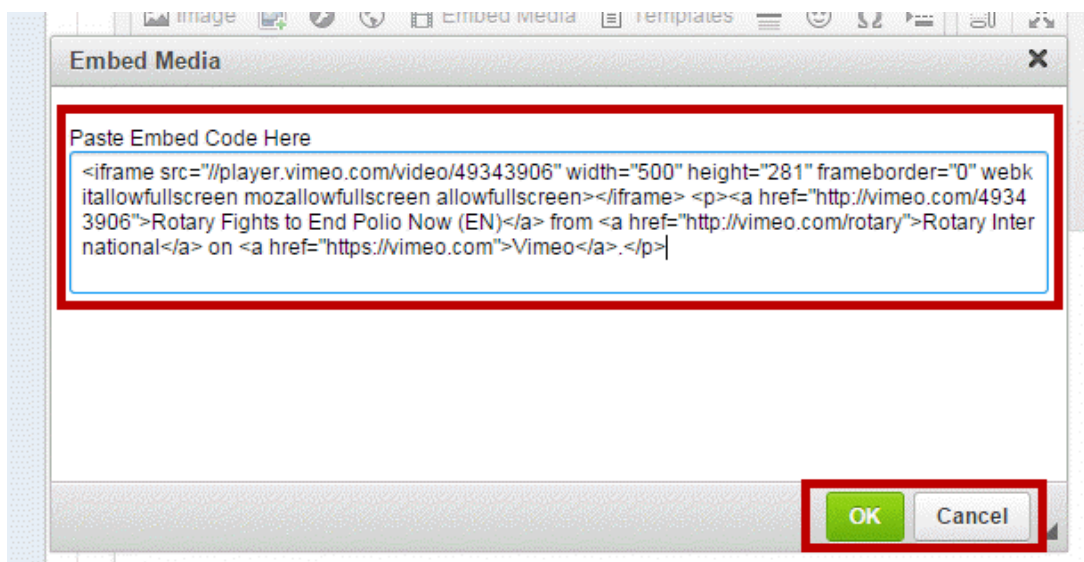 Image Embed Media Templates
Embed Media
Paste Embed Code Here
<iframe src="//player.vimeo.com/video/49343906" width="500" height="281" frameborder="0" webk
itallowfullscreen mozallowfullscreen allowfullscreen></iframe> <p><a href="http://vimeo.com/4934
3906">Rotary Fights to End Polio Now (EN)</a> from <a href="http://vimeo.com/rotary">Rotary Inter
national</a> on <a href="https://vimeo.com">Vimeo</a>.</p>
OK Cancel